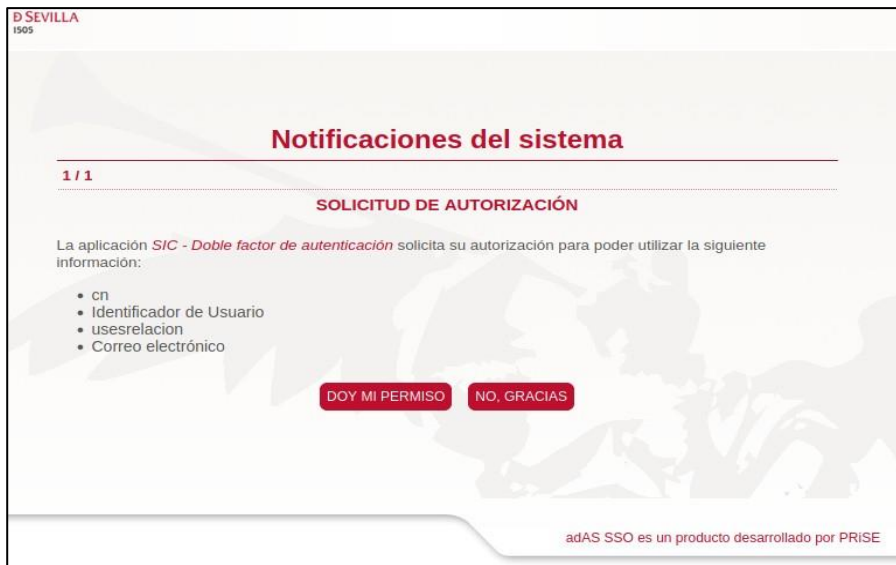 D SEVILLA
1505
Notificaciones del sistema
1 / 1
SOLICITUD DE AUTORIZACIÓN
La aplicación SIC - Doble factor de autenticación solicita su autorización para poder utilizar la siguiente
información:
• cn
• Identificador de Usuario
• usesrelacion
• Correo electrónico
DOY MI PERMISO NO, GRACIAS
adAS SSO es un producto desarrollado por PRiSE